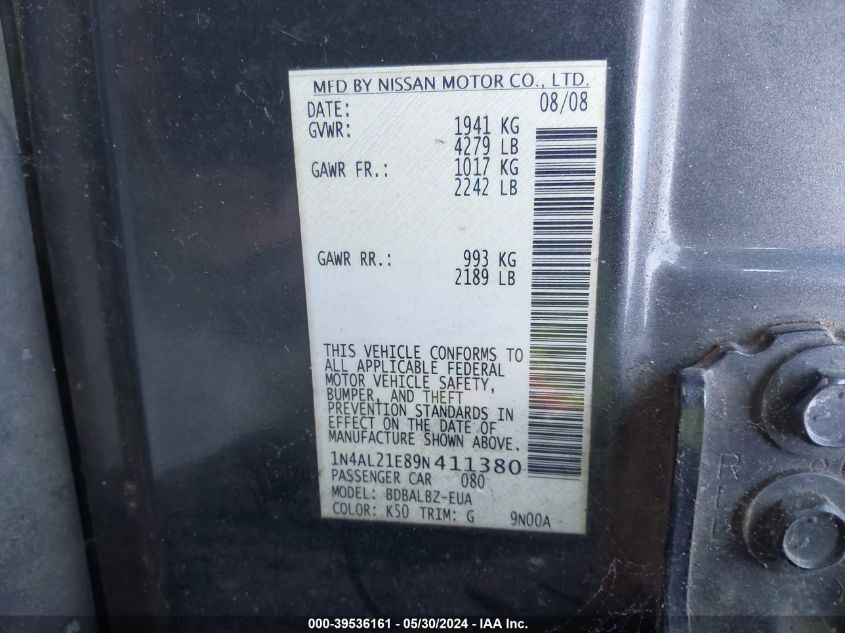 MFD BY NISSAN MOTOR CO., LTD.
DATE: 08/08
GVWR: 1941 KG
4279 LB
GAWR FR.: 1017 KG
2242 LB
GAWR RR.: 993 KG
2189 LB
THIS VEHICLE CONFORMS TO
ALL APPLICABLE FEDERAL
MOTOR VEHICLE SAFETY,
BUMPER, AND THEFT
PREVENTION STANDARDS IN
EFFECT ON THE DATE OF
MANUFACTURE SHOWN ABOVE.
1N4AL21E89N411380
PASSENGER CAR 080
MODEL: BDBALBZ-EUA
COLOR: K50 TRIM: G 9N00A
000-39536161 / 05/30/2024 - IAA Inc.